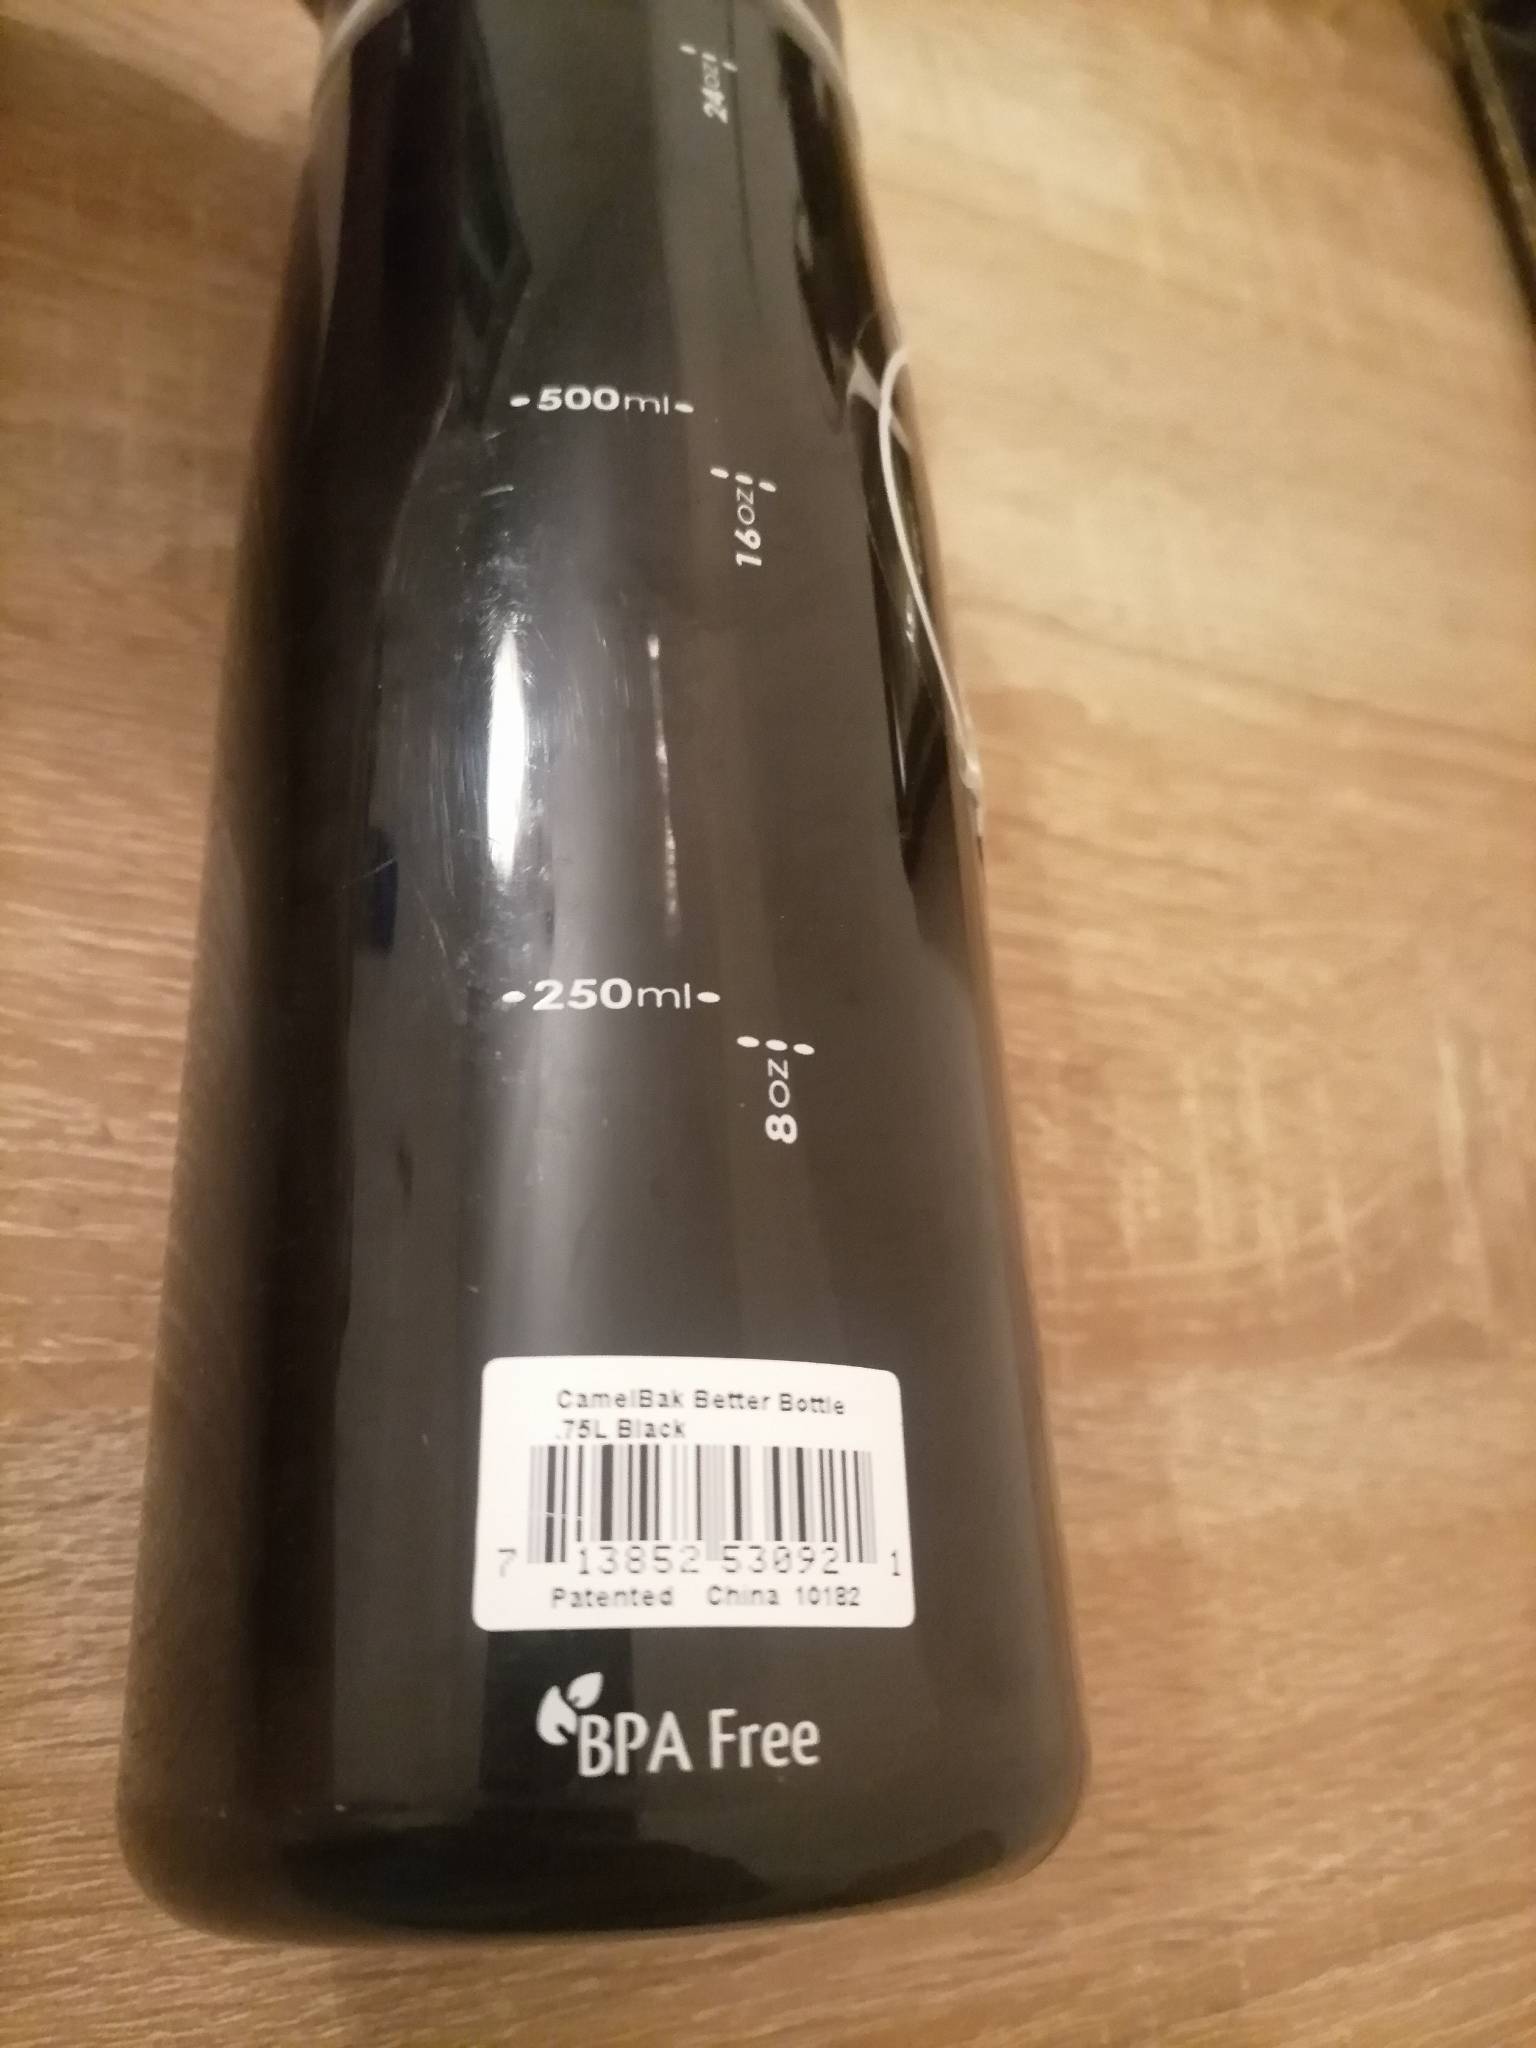 24oz
-500ml-
16oz
-250ml-
8oz
CamelBak Better Bottle
.75L Black
7 13852 53092 1
Patented China 10182
BPA Free